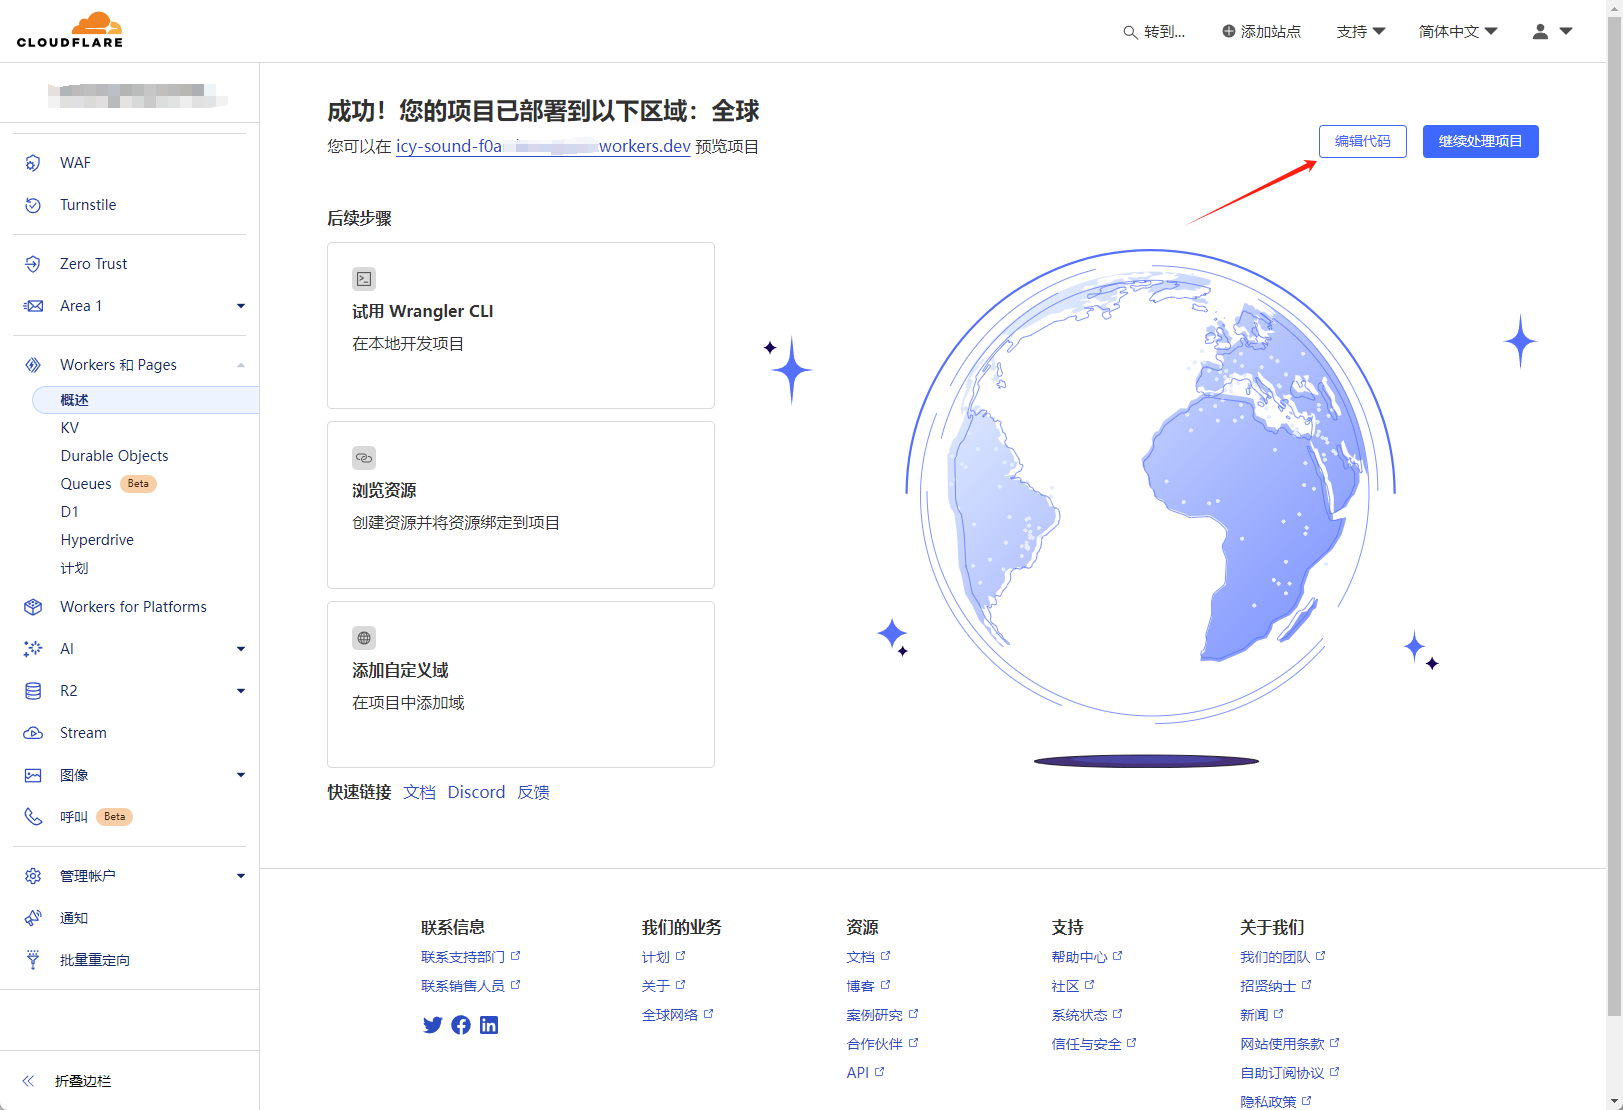 CLOUDFLARE
转到...
添加站点
支持
简体中文
WAF
Turnstile
Zero Trust
Area 1
Workers 和 Pages
概述
KV
Durable Objects
Queues Beta
D1
Hyperdrive
计划
Workers for Platforms
AI
R2
Stream
图像
呼叫 Beta
管理帐户
通知
批量重定向
折叠边栏
成功！您的项目已部署到以下区域：全球
您可以在 icy-sound-f0a workers.dev 预览项目
编辑代码
继续处理项目
后续步骤
试用 Wrangler CLI
在本地开发项目
浏览资源
创建资源并将资源绑定到项目
添加自定义域
在项目中添加域
快速链接 文档 Discord 反馈
联系信息
联系支持部门
联系销售人员
我们的业务
计划
关于
全球网络
资源
文档
博客
案例研究
合作伙伴
API
支持
帮助中心
社区
系统状态
信任与安全
关于我们
我们的团队
招贤纳士
新闻
网站使用条款
自助订阅协议
隐私政策